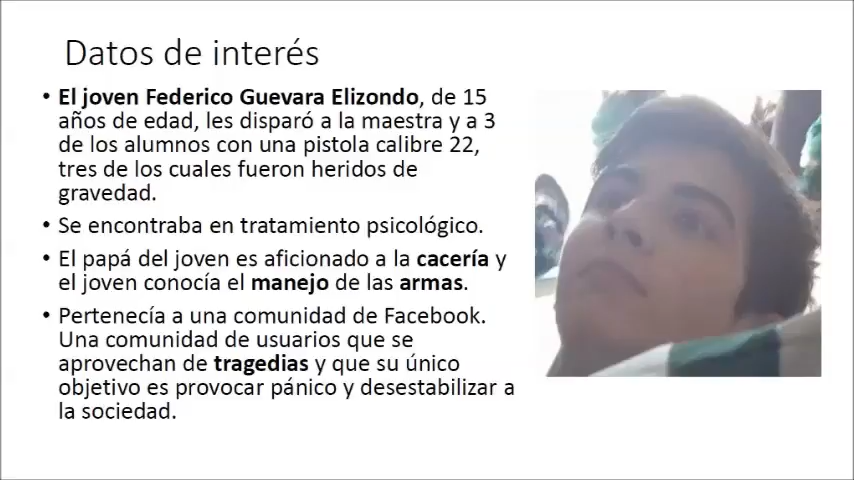 Datos de interés
• El joven Federico Guevara Elizondo, de 15
años de edad, les disparó a la maestra y a 3
de los alumnos con una pistola calibre 22,
tres de los cuales fueron heridos de
gravedad.
• Se encontraba en tratamiento psicológico.
• El papá del joven es aficionado a la cacería y
el joven conocía el manejo de las armas.
• Pertenecía a una comunidad de Facebook.
Una comunidad de usuarios que se
aprovechan de tragedias y que su único
objetivo es provocar pánico y desestabilizar a
la sociedad.